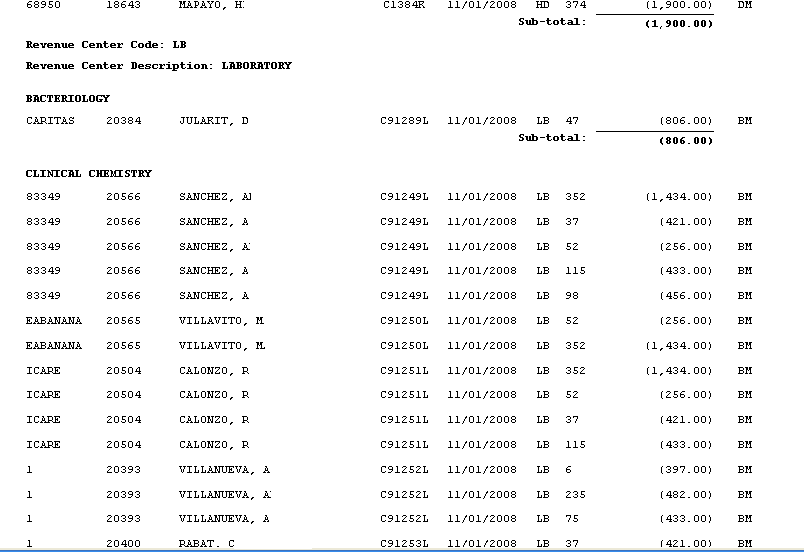 68950 18643 MAPAYO, H C1384R 11/01/2008 HD 374 (1,900.00) DM
Sub-total: (1,900.00)
Revenue Center Code: LB
Revenue Center Description: LABORATORY
BACTERIOLOGY
CARITAS 20384 JULARIT, D C91289L 11/01/2008 LB 47 (806.00) BM
Sub-total: (806.00)
CLINICAL CHEMISTRY
83349 20566 SANCHEZ, A C91249L 11/01/2008 LB 352 (1,434.00) BM
83349 20566 SANCHEZ, A C91249L 11/01/2008 LB 37 (421.00) BM
83349 20566 SANCHEZ, A C91249L 11/01/2008 LB 52 (256.00) BM
83349 20566 SANCHEZ, A C91249L 11/01/2008 LB 115 (433.00) BM
83349 20566 SANCHEZ, A C91249L 11/01/2008 LB 98 (456.00) BM
EABANANA 20565 VILLAVITO, M C91250L 11/01/2008 LB 52 (256.00) BM
EABANANA 20565 VILLAVITO, M C91250L 11/01/2008 LB 352 (1,434.00) BM
ICARE 20504 CALONZO, R C91251L 11/01/2008 LB 352 (1,434.00) BM
ICARE 20504 CALONZO, R C91251L 11/01/2008 LB 52 (256.00) BM
ICARE 20504 CALONZO, R C91251L 11/01/2008 LB 37 (421.00) BM
ICARE 20504 CALONZO, R C91251L 11/01/2008 LB 115 (433.00) BM
1 20393 VILLANUEVA, A C91252L 11/01/2008 LB 6 (397.00) BM
1 20393 VILLANUEVA, A C91252L 11/01/2008 LB 235 (482.00) BM
1 20393 VILLANUEVA, A C91252L 11/01/2008 LB 75 (433.00) BM
1 20400 RABAT, C C91253L 11/01/2008 LB 37 (421.00) BM